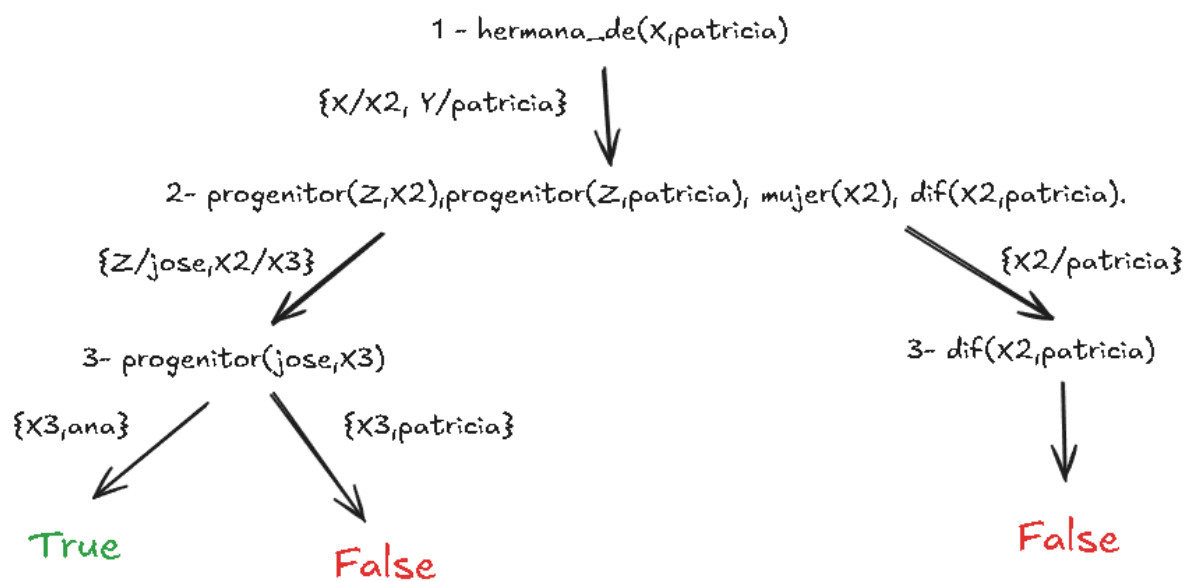 1 - hermana_de(X,patricia)
{X/X2, Y/patricia}
2- progenitor(Z,X2),progenitor(Z,patricia), mujer(X2), dif(X2,patricia).
{Z/jose,X2/X3}
{X2/patricia}
3- progenitor(jose,X3)
3- dif(X2,patricia)
{X3,ana}
{X3,patricia}
True
False
False